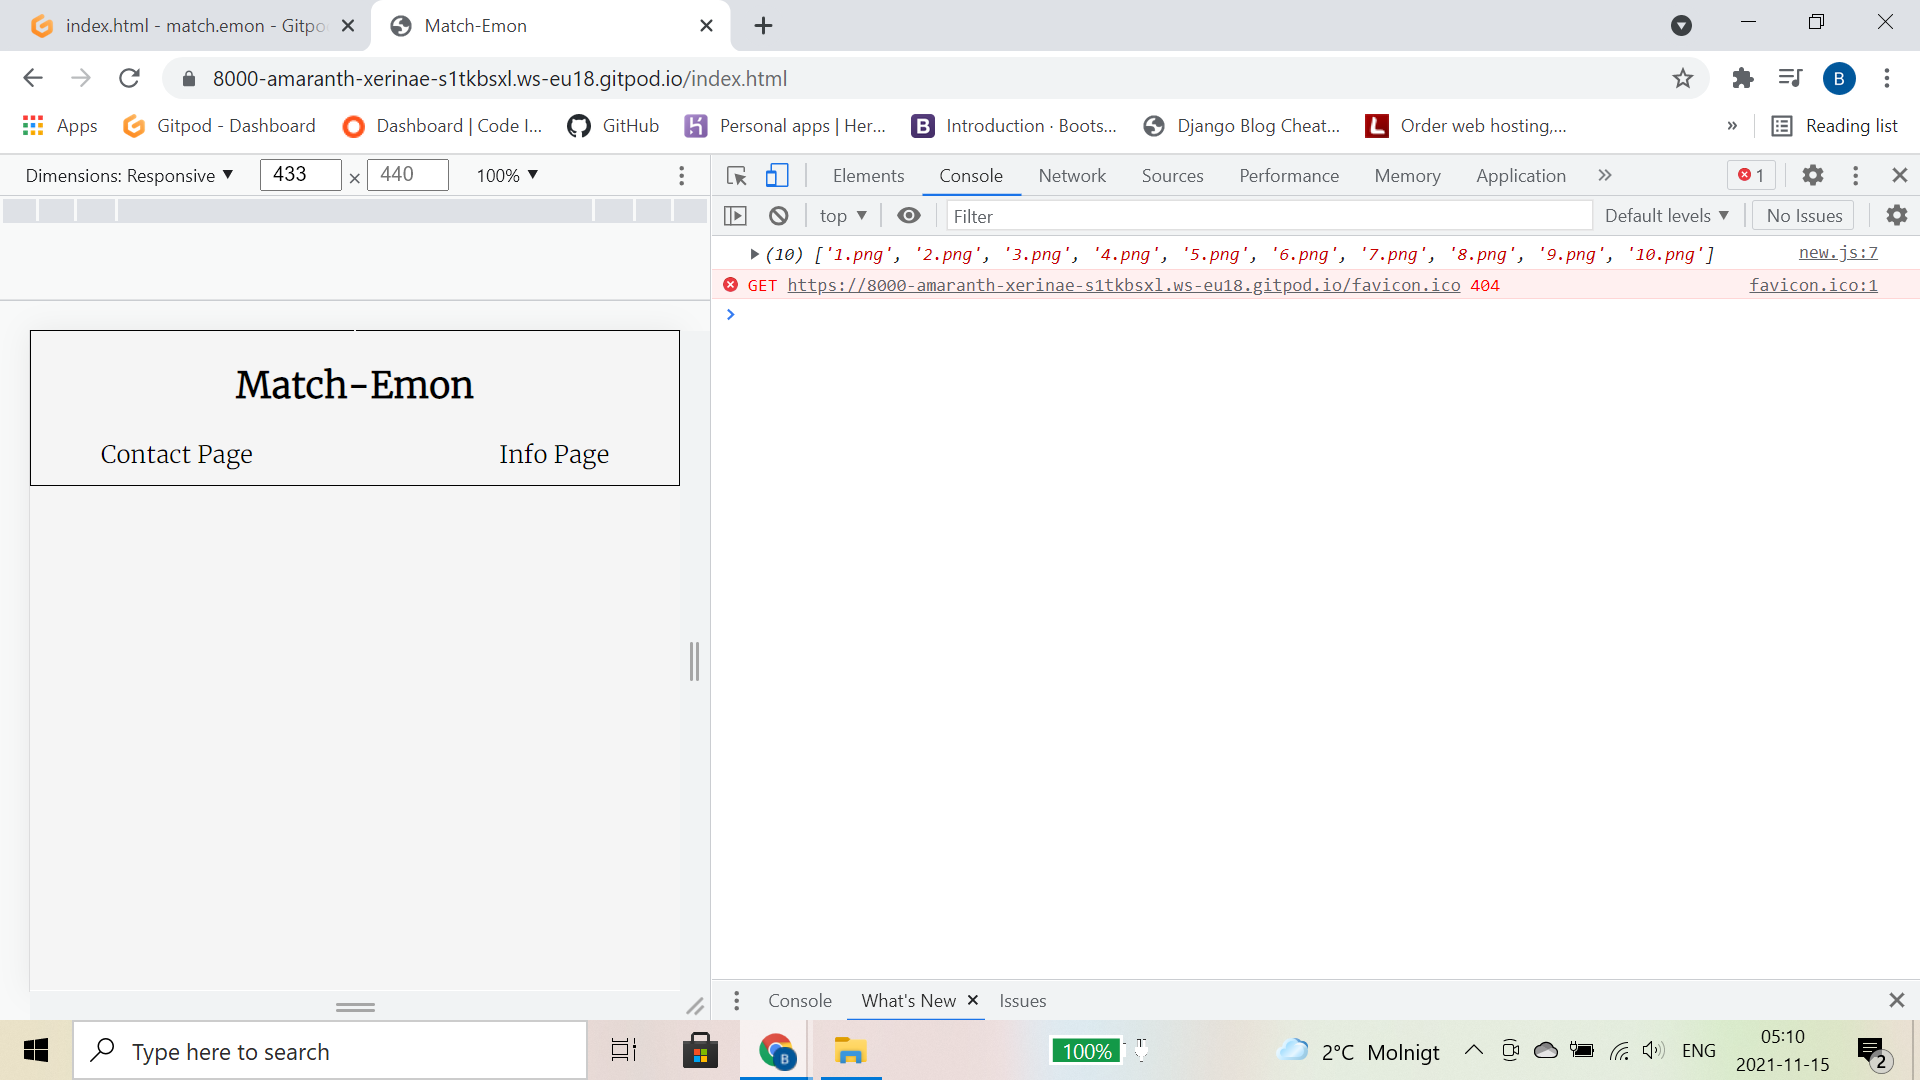 index.html - match.emon - Gitpo
Match-Emon
8000-amaranth-xerinae-s1tkbsxl.ws-eu18.gitpod.io/index.html
B
Apps
Gitpod - Dashboard
Dashboard | Code I...
GitHub
Personal apps | Her...
B
Introduction · Boots...
Django Blog Cheat...
L
Order web hosting,...
»
Reading list
Dimensions: Responsive ▼
433 × 440
100% ▼
Elements
Console
Network
Sources
Performance
Memory
Application
»
1
top ▼
Filter
Default levels ▼
No Issues
▶(10) ['1.png', '2.png', '3.png', '4.png', '5.png', '6.png', '7.png', '8.png', '9.png', '10.png']
new.js:7
GET https://8000-amaranth-xerinae-s1tkbsxl.ws-eu18.gitpod.io/favicon.ico 404
favicon.ico:1
Match-Emon
Contact Page
Info Page
Console
What's New
Issues
Type here to search
B
100%
2°C Molnigt
ENG
05:10
2021-11-15
2